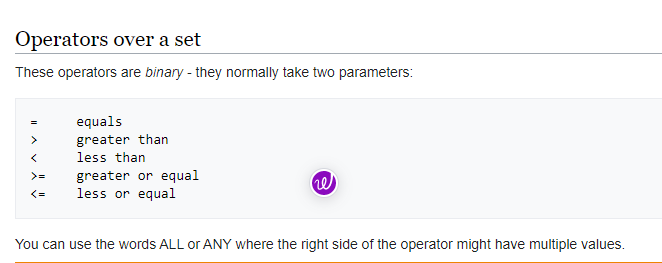 Operators over a set
These operators are binary - they normally take two parameters:
= equals
> greater than
< less than
>= greater or equal
<= less or equal
You can use the words ALL or ANY where the right side of the operator might have multiple values.